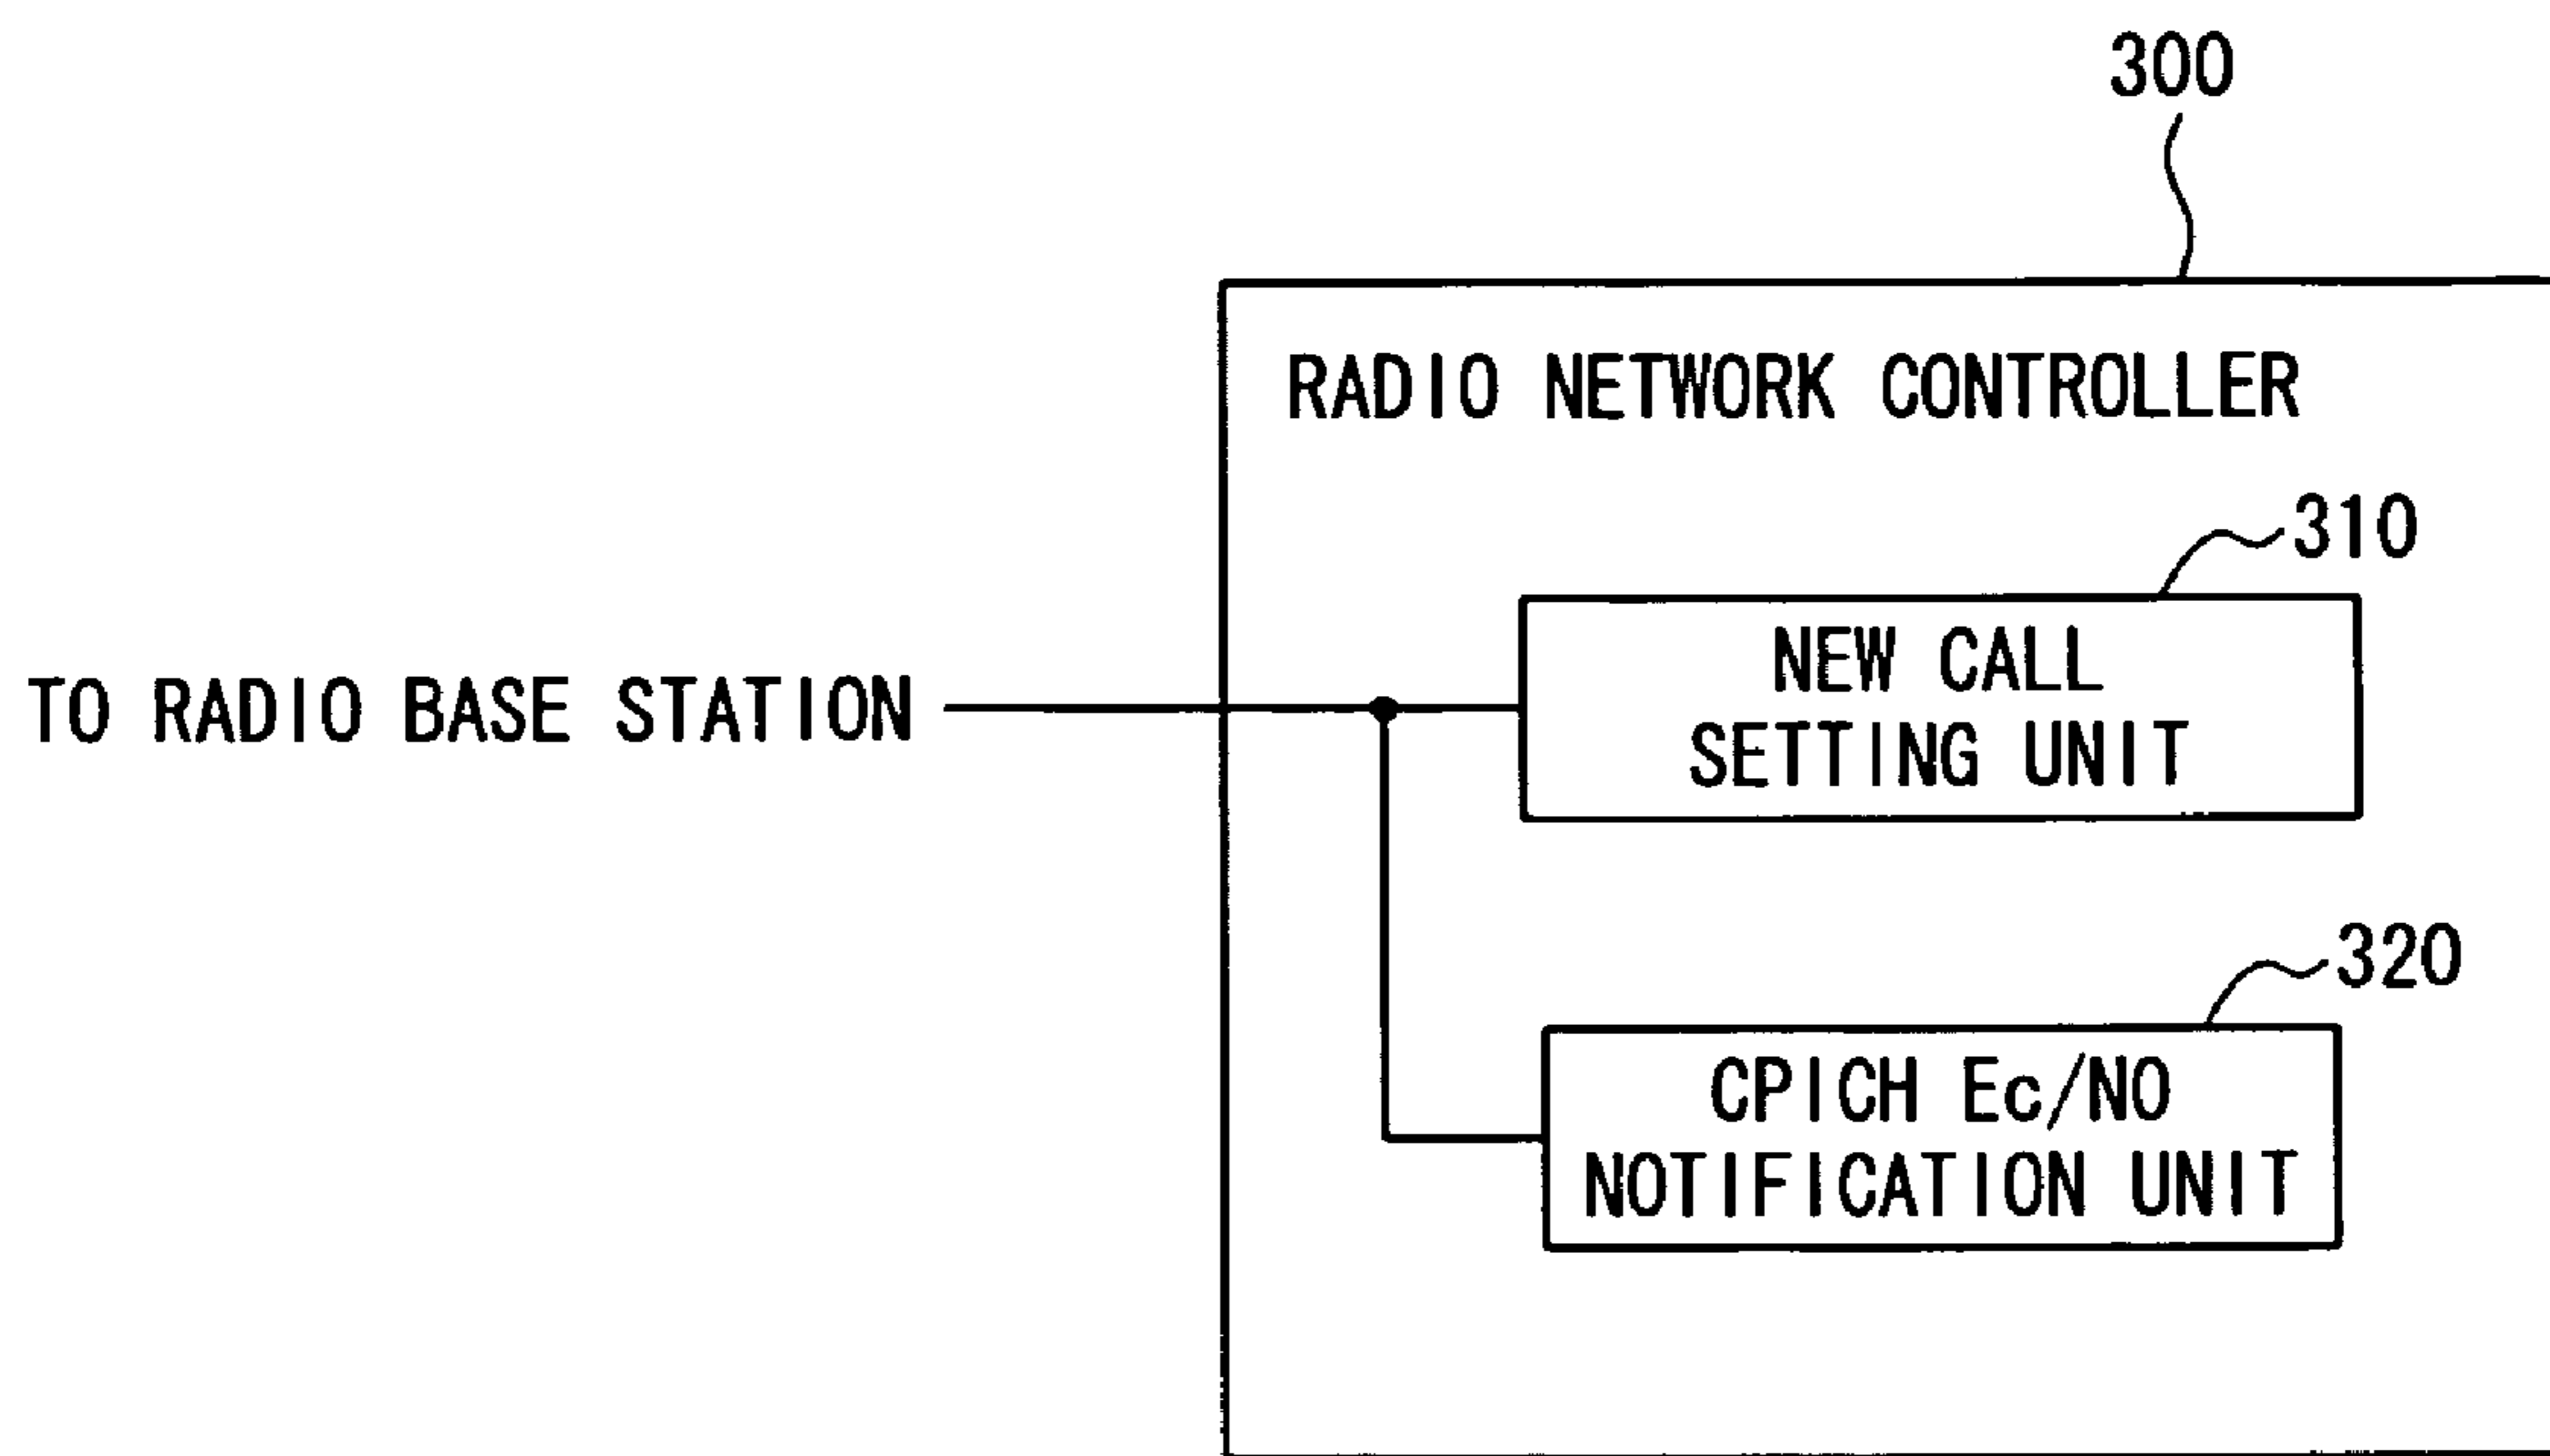 300
RADIO NETWORK CONTROLLER
310
NEW CALL
SETTING UNIT
TO RADIO BASE STATION
320
CPICH Ec/NO
NOTIFICATION UNIT